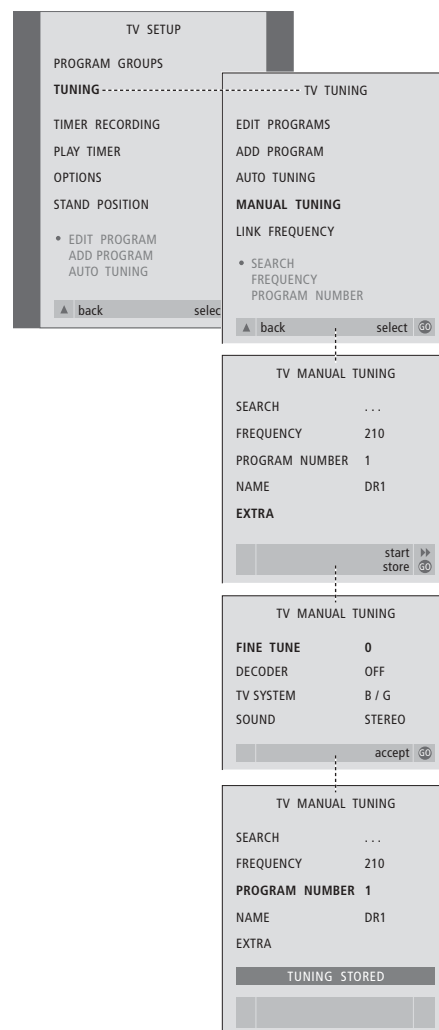 TV SETUP
PROGRAM GROUPS
TUNING
TIMER RECORDING
PLAY TIMER
OPTIONS
STAND POSITION
• EDIT PROGRAM
ADD PROGRAM
AUTO TUNING
▲ back selec
TV TUNING
EDIT PROGRAMS
ADD PROGRAM
AUTO TUNING
MANUAL TUNING
LINK FREQUENCY
• SEARCH
FREQUENCY
PROGRAM NUMBER
▲ back select GO
TV MANUAL TUNING
SEARCH . . .
FREQUENCY 210
PROGRAM NUMBER 1
NAME DR1
EXTRA
start
store GO
TV MANUAL TUNING
FINE TUNE 0
DECODER OFF
TV SYSTEM B / G
SOUND STEREO
accept GO
TV MANUAL TUNING
SEARCH . . .
FREQUENCY 210
PROGRAM NUMBER 1
NAME DR1
EXTRA
TUNING STORED